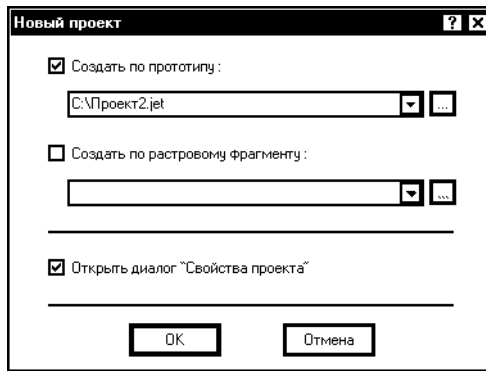 Новый проект
Создать по прототипу :
C:\Проект2.jet
...
Создать по растровому фрагменту :
...
Открыть диалог "Свойства проекта"
OK
Отмена